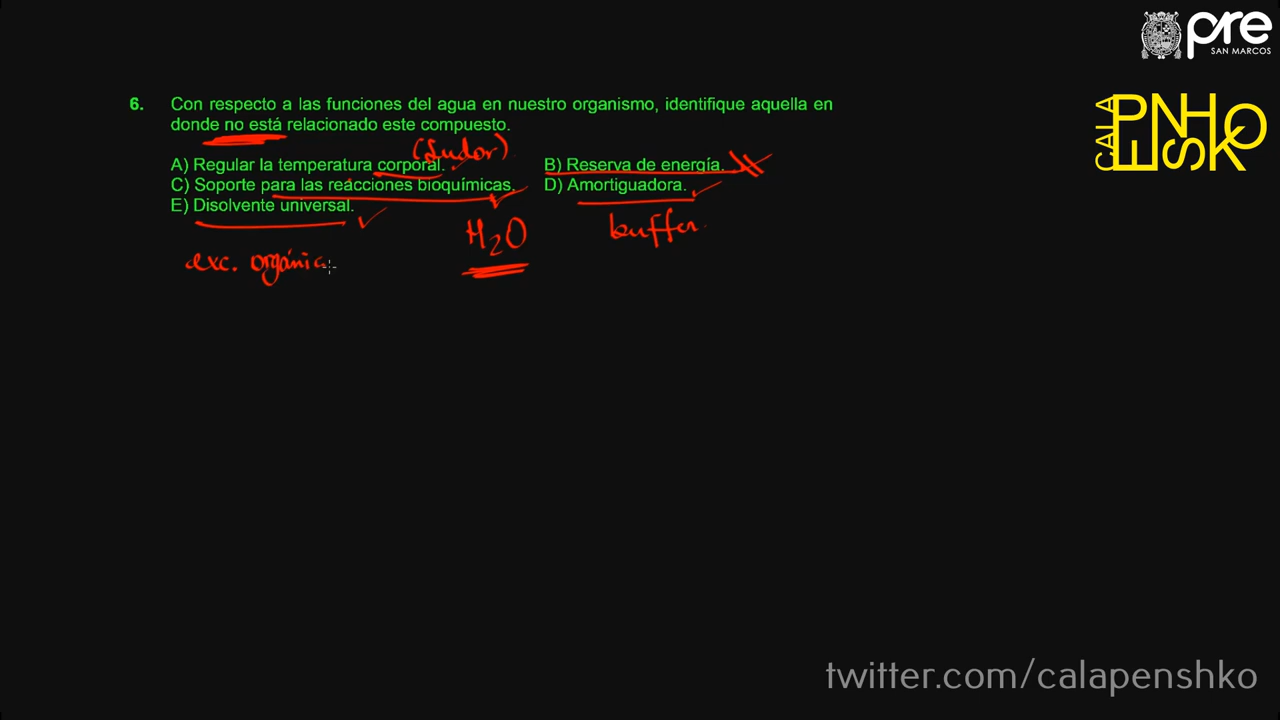 pre
SAN MARCOS
CALA
PENSHKO
6. Con respecto a las funciones del agua en nuestro organismo, identifique aquella en
donde no está relacionado este compuesto.
(Sudor)
A) Regular la temperatura corporal. B) Reserva de energía.
C) Soporte para las reacciones bioquímicas. D) Amortiguadora.
E) Disolvente universal.
H2O
buffer.
exc. orgánic
twitter.com/calapenshko